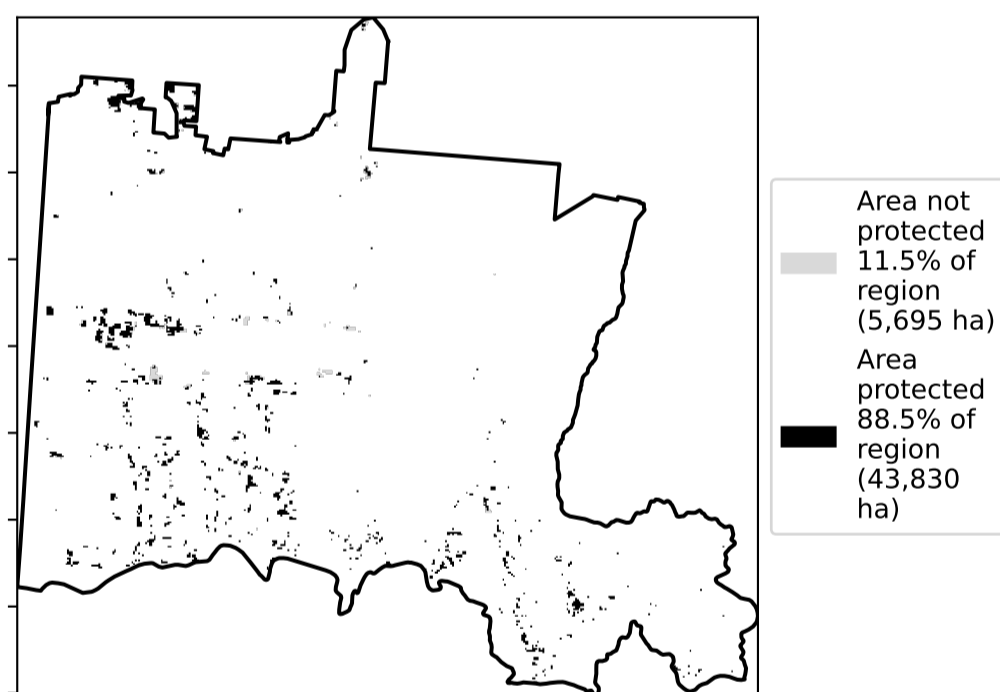 Area not
protected
11.5% of
region
(5,695 ha)
Area
protected
88.5% of
region
(43,830
ha)